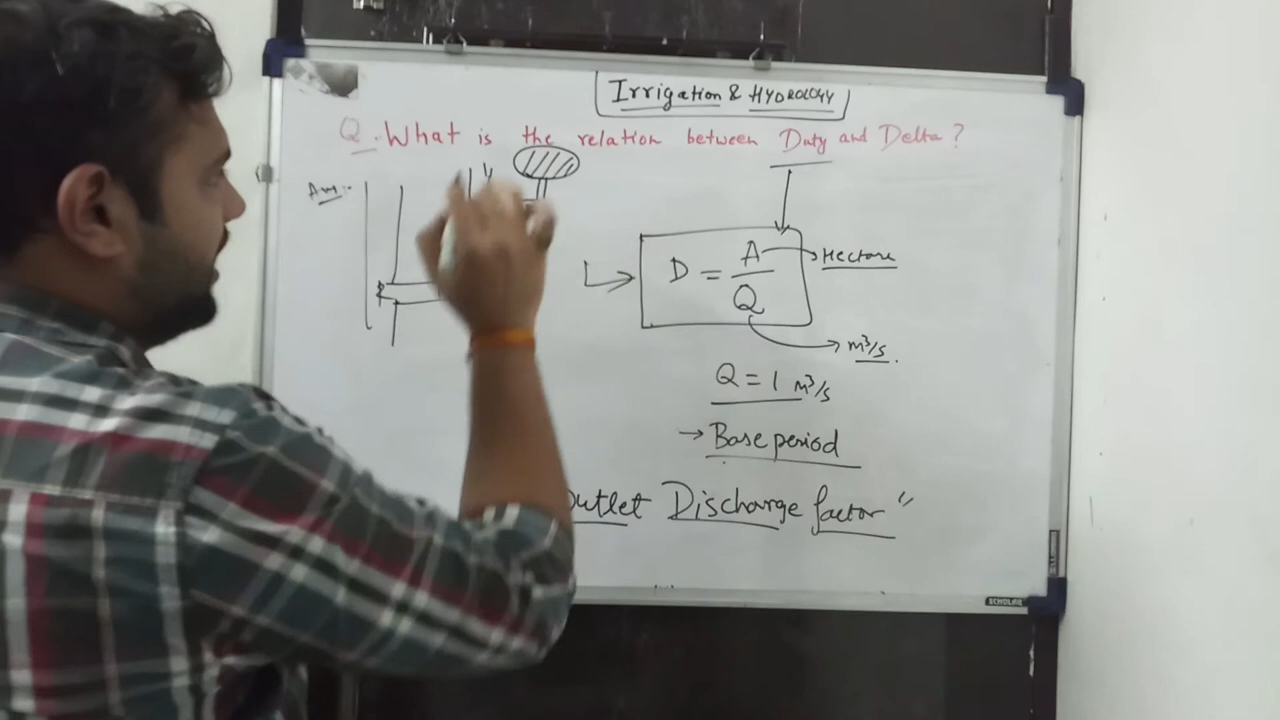 Irrigation & HYDROLOGY
Q. What is the relation between Duty and Delta ?
Ans:-
D = A/Q
Hectare
m³/s.
Q = 1 m³/s
→ Base period
Outlet Discharge factor"
SCHOLAR